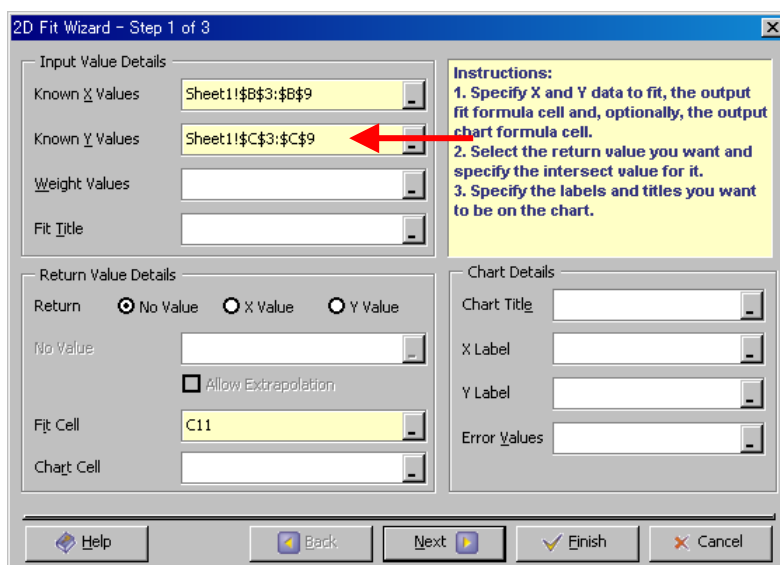 2D Fit Wizard - Step 1 of 3
Input Value Details
Known X Values
Sheet1!$B$3:$B$9
Known Y Values
Sheet1!$C$3:$C$9
Weight Values
Fit Title
Instructions:
1. Specify X and Y data to fit, the output
fit formula cell and, optionally, the output
chart formula cell.
2. Select the return value you want and
specify the intersect value for it.
3. Specify the labels and titles you want
to be on the chart.
Return Value Details
Return
No Value
X Value
Y Value
No Value
Allow Extrapolation
Fit Cell
C11
Chart Cell
Chart Details
Chart Title
X Label
Y Label
Error Values
Help
Back
Next
Finish
Cancel